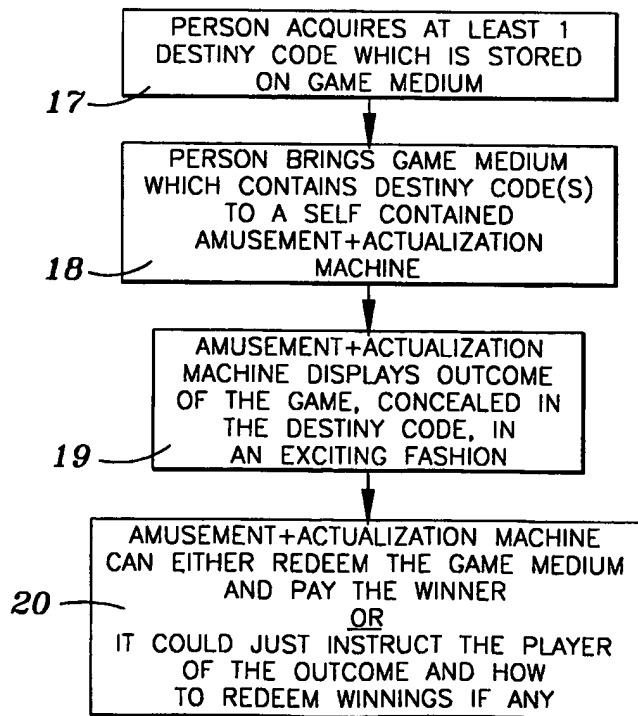 PERSON ACQUIRES AT LEAST 1
DESTINY CODE WHICH IS STORED
ON GAME MEDIUM
17
PERSON BRINGS GAME MEDIUM
WHICH CONTAINS DESTINY CODE(S)
TO A SELF CONTAINED
AMUSEMENT+ACTUALIZATION
MACHINE
18
AMUSEMENT+ACTUALIZATION
MACHINE DISPLAYS OUTCOME
OF THE GAME, CONCEALED IN
THE DESTINY CODE, IN
AN EXCITING FASHION
19
AMUSEMENT+ACTUALIZATION MACHINE
CAN EITHER REDEEM THE GAME MEDIUM
AND PAY THE WINNER
OR
IT COULD JUST INSTRUCT THE PLAYER
OF THE OUTCOME AND HOW
TO REDEEM WINNINGS IF ANY
20